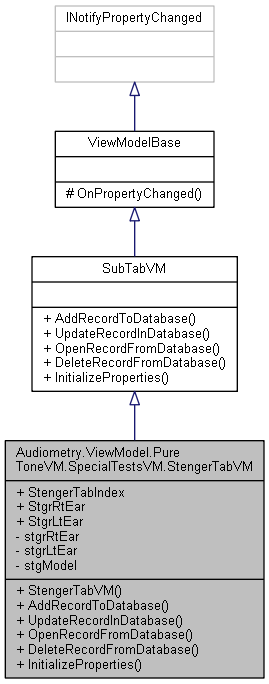 INotifyPropertyChanged
ViewModelBase
# OnPropertyChanged()
SubTabVM
+ AddRecordToDatabase()
+ UpdateRecordInDatabase()
+ OpenRecordFromDatabase()
+ DeleteRecordFromDatabase()
+ InitializeProperties()
Audiometry.ViewModel.Pure
ToneVM.SpecialTestsVM.StengerTabVM
+ StengerTabIndex
+ StgrRtEar
+ StgrLtEar
- stgrRtEar
- stgrLtEar
- stgModel
+ StengerTabVM()
+ AddRecordToDatabase()
+ UpdateRecordInDatabase()
+ OpenRecordFromDatabase()
+ DeleteRecordFromDatabase()
+ InitializeProperties()